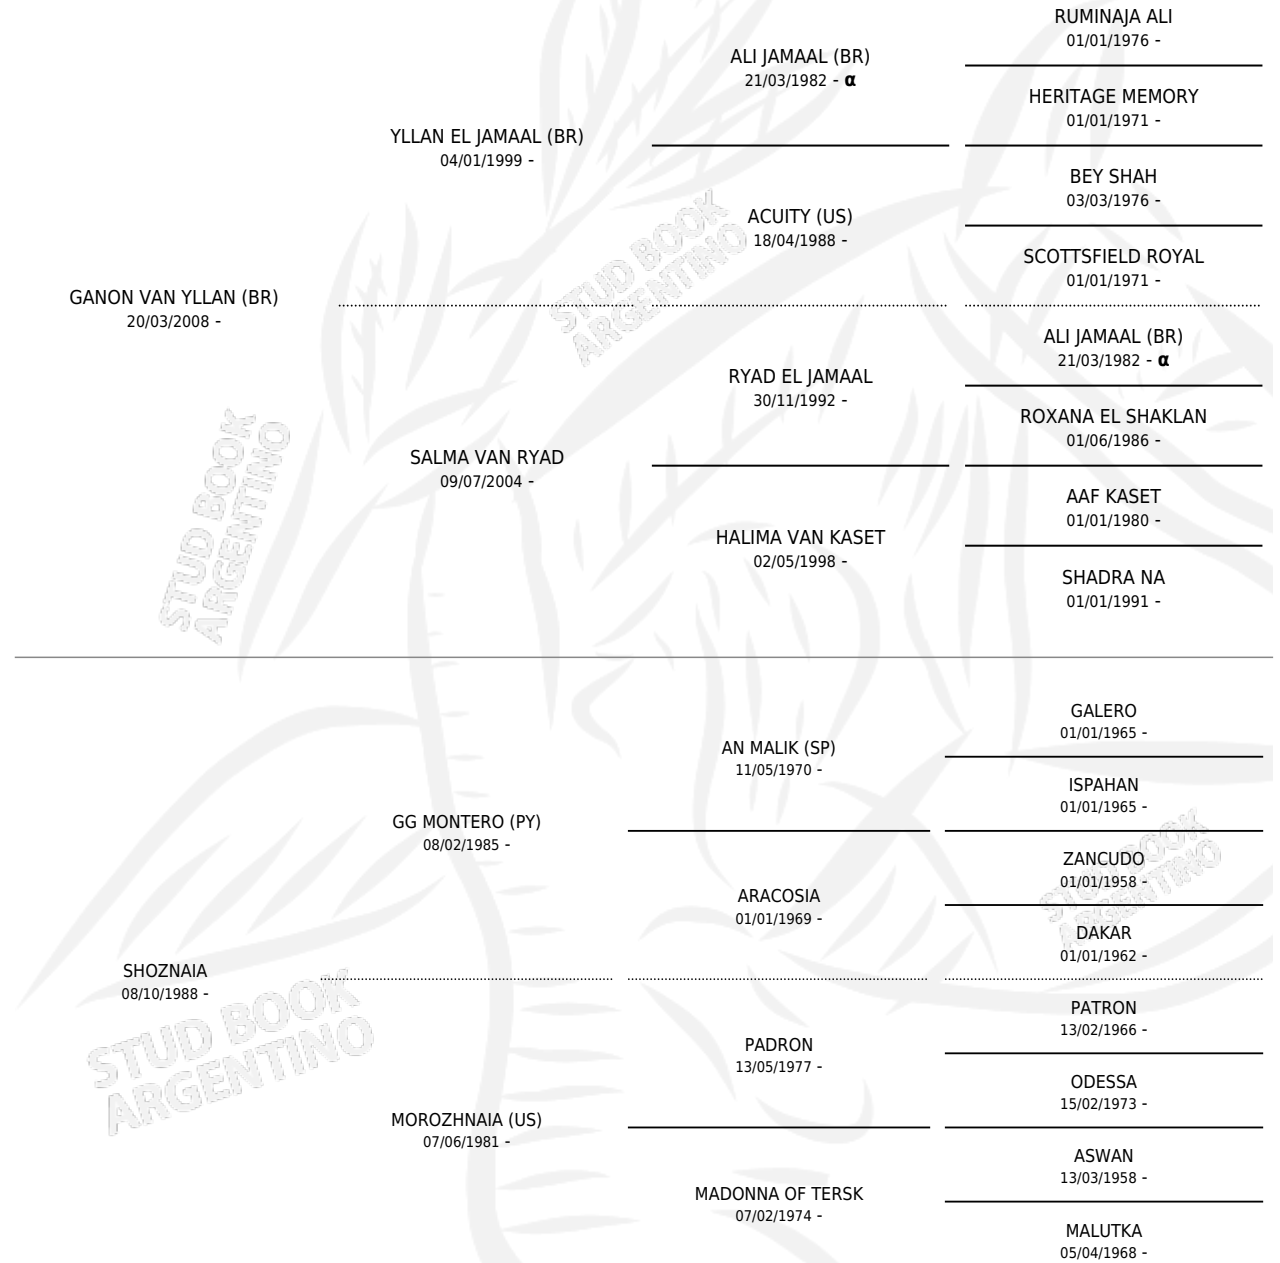 RUMINAJA ALI
01/01/1976 -
ALI JAMAAL (BR)
21/03/1982 - α
HERITAGE MEMORY
01/01/1971 -
YLLAN EL JAMAAL (BR)
04/01/1999 -
BEY SHAH
03/03/1976 -
ACUITY (US)
18/04/1988 -
SCOTTSFIELD ROYAL
01/01/1971 -
GANON VAN YLLAN (BR)
20/03/2008 -
ALI JAMAAL (BR)
21/03/1982 - α
RYAD EL JAMAAL
30/11/1992 -
ROXANA EL SHAKLAN
01/06/1986 -
SALMA VAN RYAD
09/07/2004 -
AAF KASET
01/01/1980 -
HALIMA VAN KASET
02/05/1998 -
SHADRA NA
01/01/1991 -
GALERO
01/01/1965 -
AN MALIK (SP)
11/05/1970 -
ISPAHAN
01/01/1965 -
GG MONTERO (PY)
08/02/1985 -
ZANCUDO
01/01/1958 -
ARACOSIA
01/01/1969 -
DAKAR
01/01/1962 -
SHOZNAIA
08/10/1988 -
PATRON
13/02/1966 -
PADRON
13/05/1977 -
ODESSA
15/02/1973 -
MOROZHNAIA (US)
07/06/1981 -
ASWAN
13/03/1958 -
MADONNA OF TERSK
07/02/1974 -
MALUTKA
05/04/1968 -
STUD BOOK
ARGENTINO
STUD BOOK
ARGENTINO
STUD BOOK
ARGENTINO
STUD BOOK
ARGENTINO